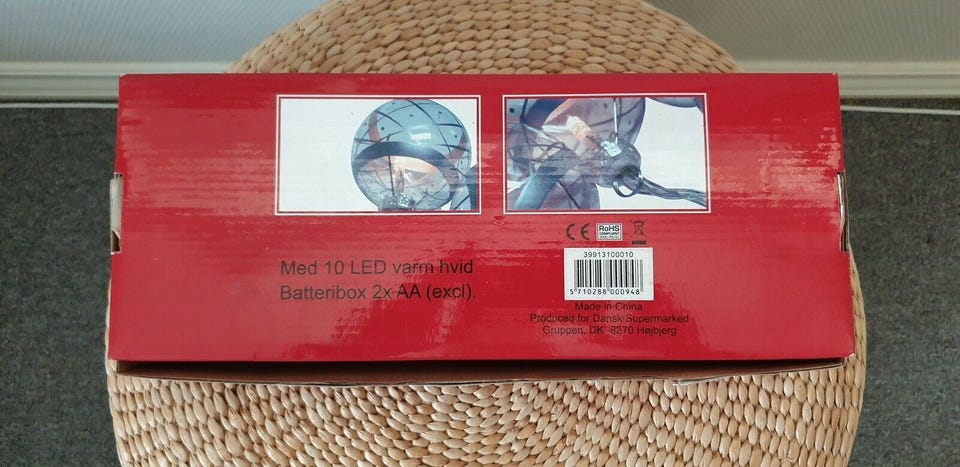 Med 10 LED varm hvid
Batteribox 2x AA (excl).
CE RoHS
COMPLIANT
39913100010
5 710288 000948
Made in China
Produced for Dansk Supermarked
Gruppen, DK -8270 Højbjerg